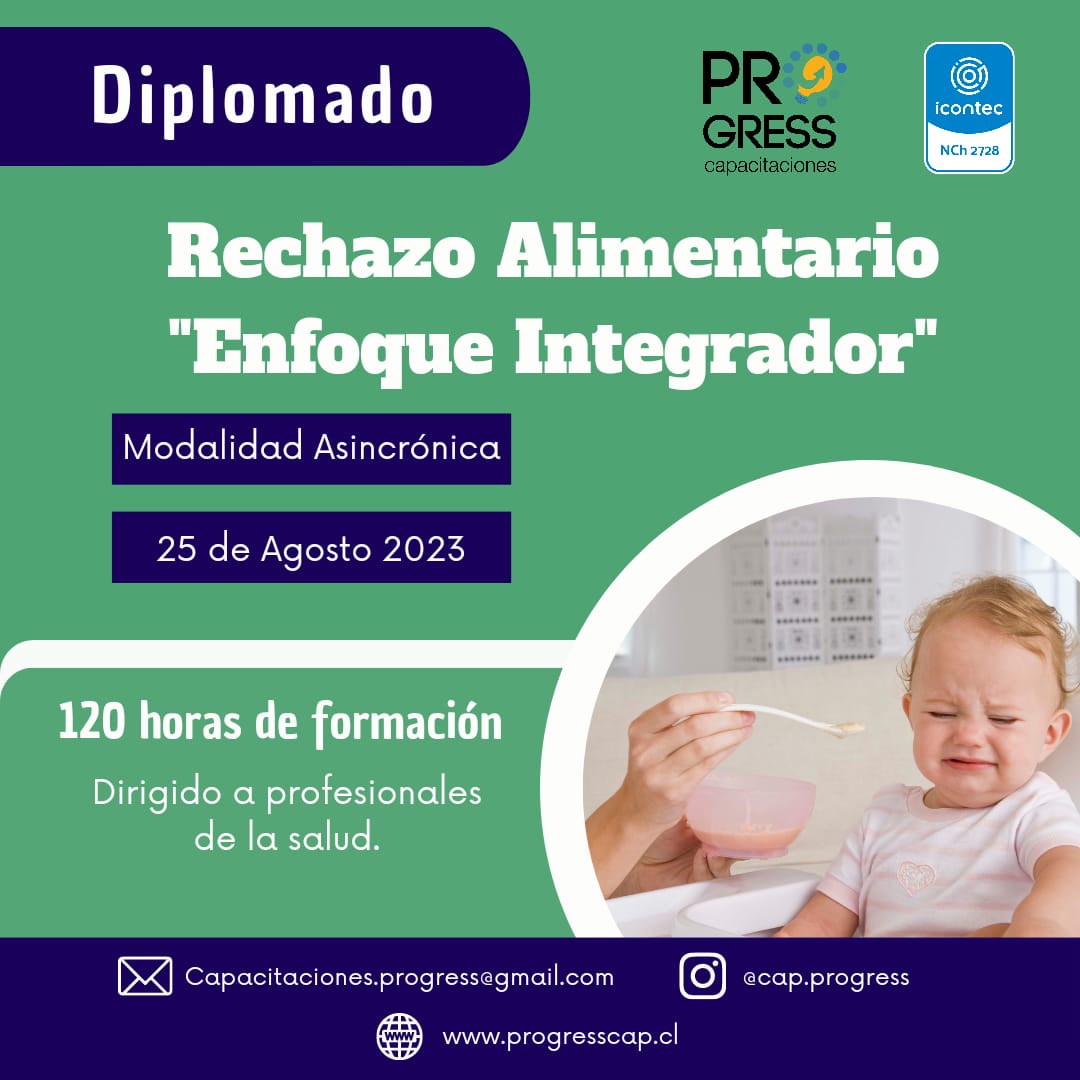 Diplomado
PROGRESS
capacitaciones
icontec
NCh 2728
Rechazo Alimentario
"Enfoque Integrador"
Modalidad Asincrónica
25 de Agosto 2023
120 horas de formación
Dirigido a profesionales
de la salud.
Capacitaciones.progress@gmail.com
@cap.progress
www
www.progresscap.cl